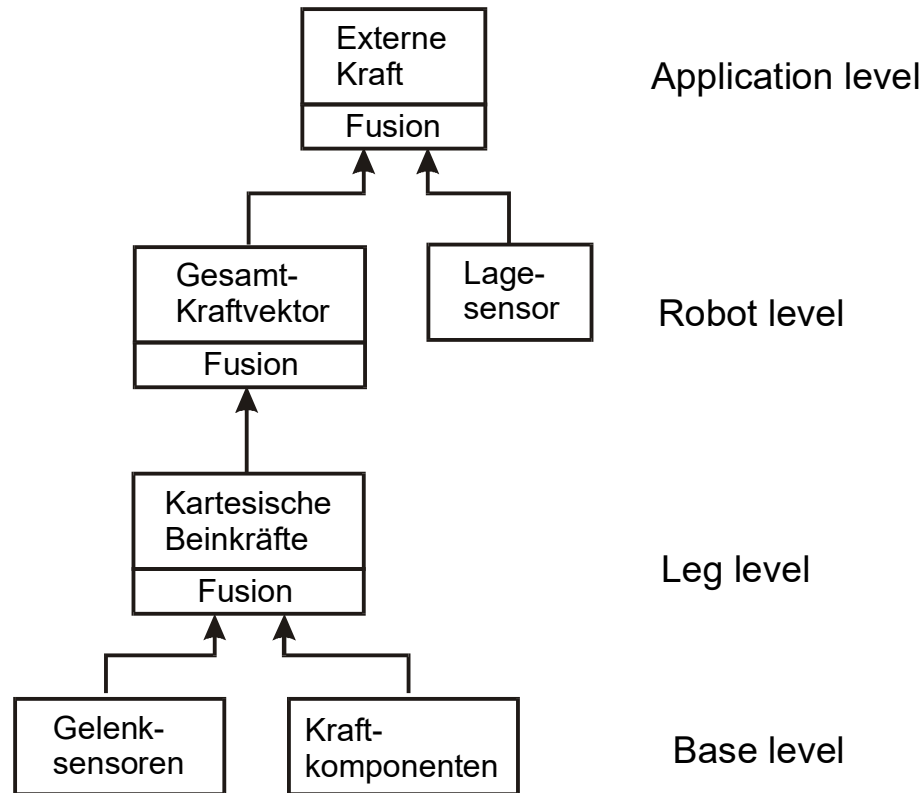 Externe
Kraft
Fusion
Application level
Gesamt-
Kraftvektor
Fusion
Lage-
sensor
Robot level
Kartesische
Beinkräfte
Fusion
Leg level
Gelenk-
sensoren
Kraft-
komponenten
Base level